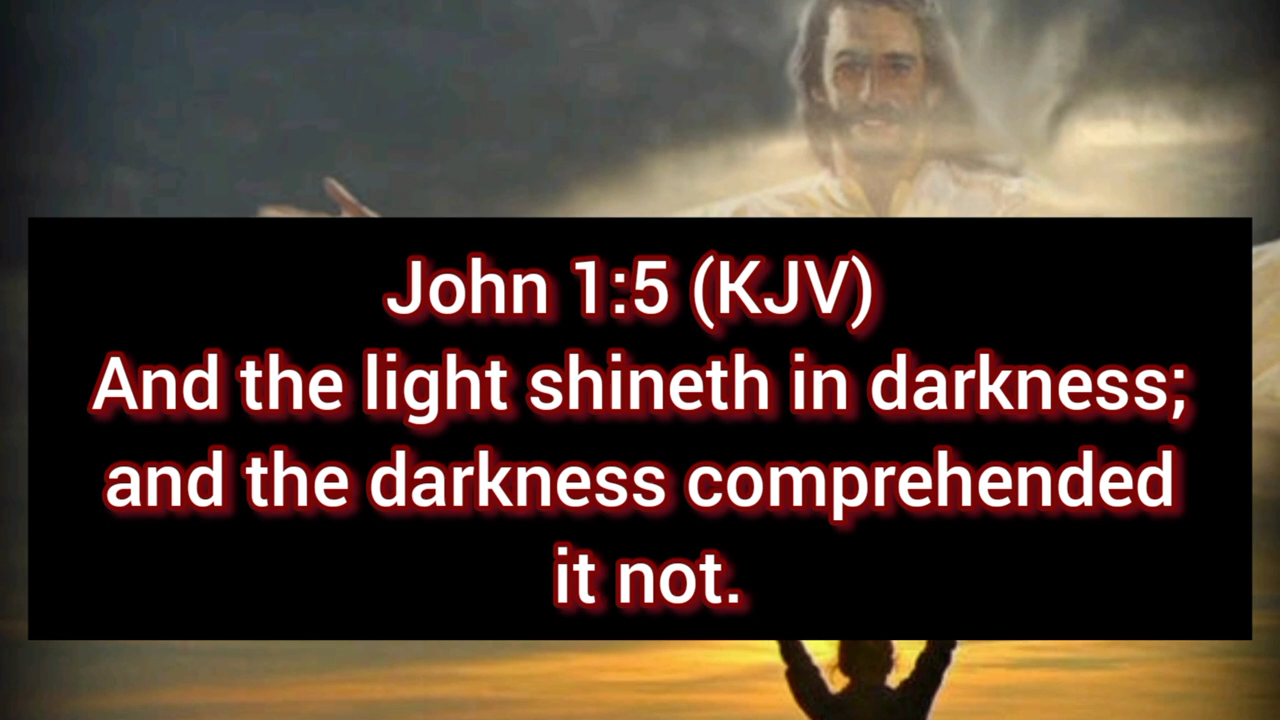 John 1:5 (KJV)
And the light shineth in darkness;
and the darkness comprehended
it not.